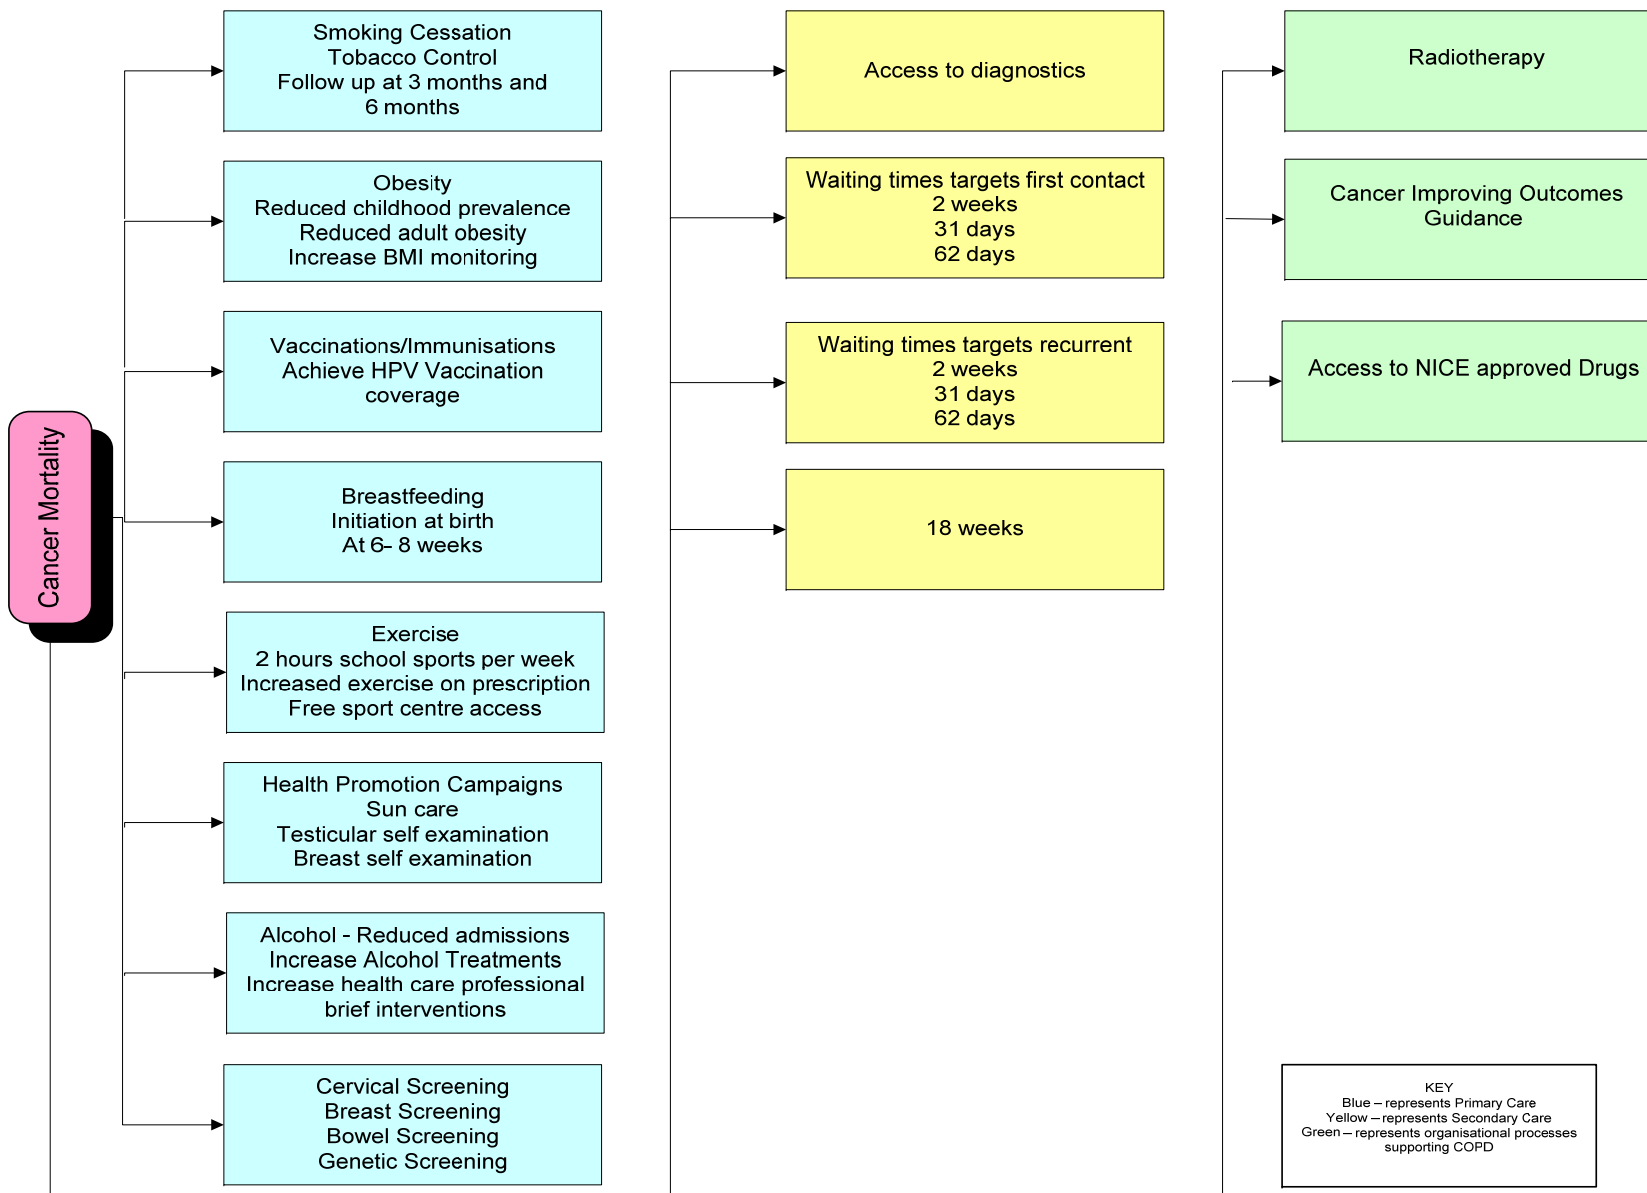 Cancer Mortality
Smoking Cessation
Tobacco Control
Follow up at 3 months and
6 months
Obesity
Reduced childhood prevalence
Reduced adult obesity
Increase BMI monitoring
Vaccinations/Immunisations
Achieve HPV Vaccination
coverage
Breastfeeding
Initiation at birth
At 6– 8 weeks
Exercise
2 hours school sports per week
Increased exercise on prescription
Free sport centre access
Health Promotion Campaigns
Sun care
Testicular self examination
Breast self examination
Alcohol - Reduced admissions
Increase Alcohol Treatments
Increase health care professional
brief interventions
Cervical Screening
Breast Screening
Bowel Screening
Genetic Screening
Access to diagnostics
Waiting times targets first contact
2 weeks
31 days
62 days
Waiting times targets recurrent
2 weeks
31 days
62 days
18 weeks
Radiotherapy
Cancer Improving Outcomes
Guidance
Access to NICE approved Drugs
KEY
Blue – represents Primary Care
Yellow – represents Secondary Care
Green – represents organisational processes
supporting COPD